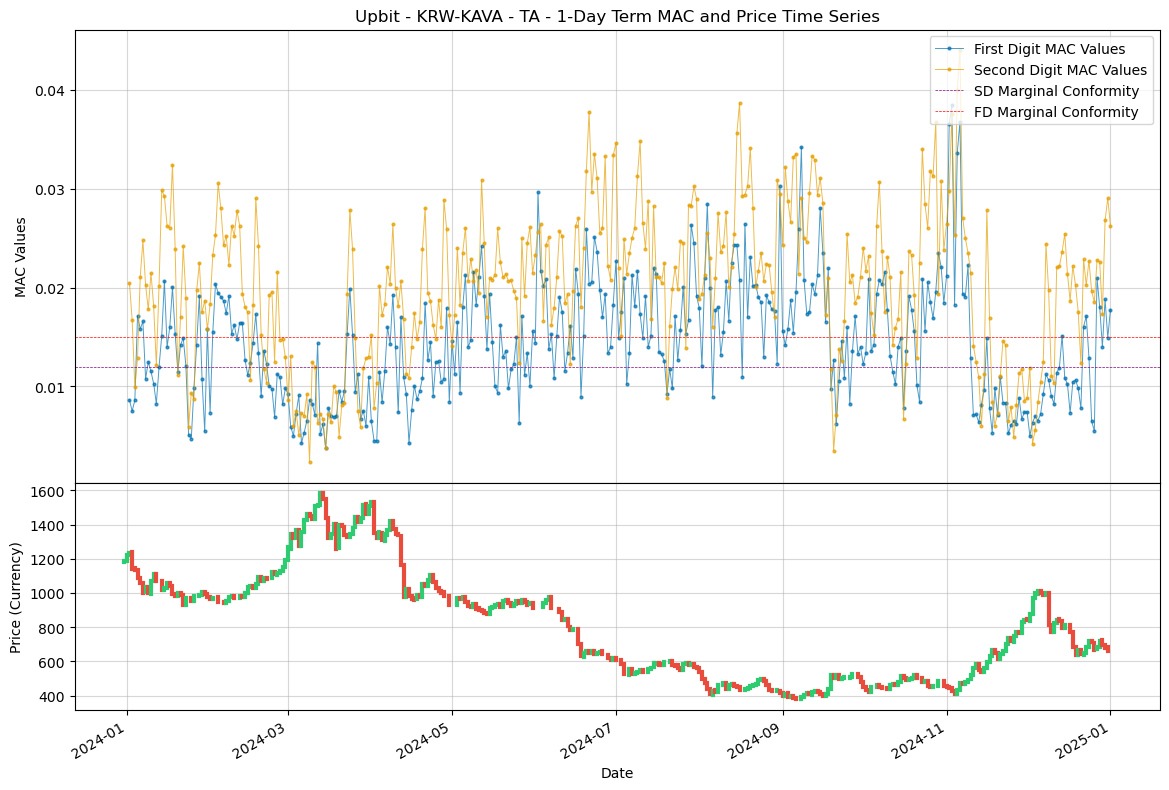 Upbit - KRW-KAVA - TA - 1-Day Term MAC and Price Time Series
First Digit MAC Values
Second Digit MAC Values
SD Marginal Conformity
FD Marginal Conformity
MAC Values
0.04
0.03
0.02
0.01
Price (Currency)
1600
1400
1200
1000
800
600
400
2024-01
2024-03
2024-05
2024-07
2024-09
2024-11
2025-01
Date